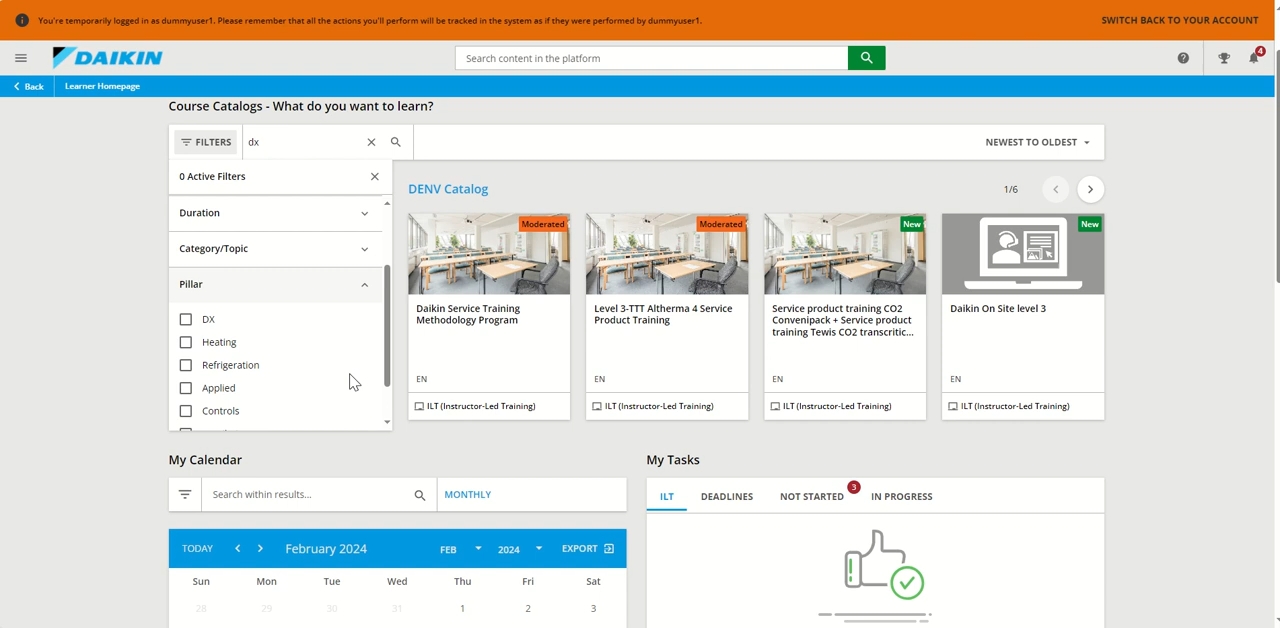 You're temporarily logged in as dummyuser1. Please remember that all the actions you'll perform will be tracked in the system as if they were performed by dummyuser1.
SWITCH BACK TO YOUR ACCOUNT
DAIKIN
Search content in the platform
4
Back
Learner Homepage
Course Catalogs - What do you want to learn?
FILTERS
dx
NEWEST TO OLDEST
0 Active Filters
Duration
Category/Topic
Pillar
DX
Heating
Refrigeration
Applied
Controls
DENV Catalog
1/6
Moderated
Daikin Service Training
Methodology Program
EN
ILT (Instructor-Led Training)
Moderated
Level 3-TTT Altherma 4 Service
Product Training
EN
ILT (Instructor-Led Training)
New
Service product training CO2
Convenipack + Service product
training Tewis CO2 transcritic...
EN
ILT (Instructor-Led Training)
New
Daikin On Site level 3
EN
ILT (Instructor-Led Training)
My Calendar
Search within results...
MONTHLY
TODAY
February 2024
FEB
2024
EXPORT
Sun Mon Tue Wed Thu Fri Sat
28 29 30 31 1 2 3
My Tasks
ILT
DEADLINES
NOT STARTED
3
IN PROGRESS